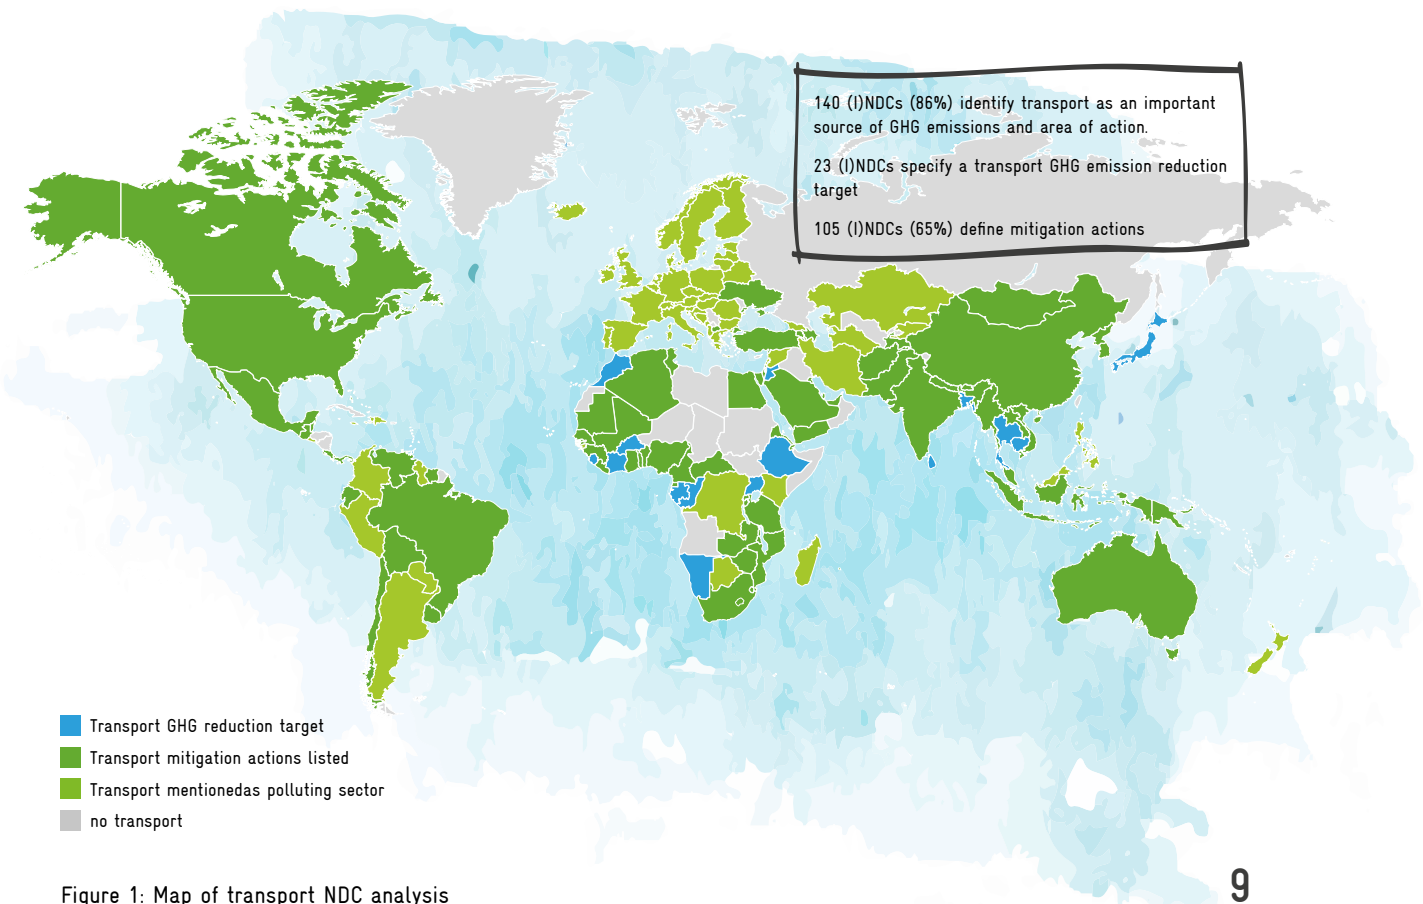 140 (I)NDCs (86%) identify transport as an important
source of GHG emissions and area of action.
23 (I)NDCs specify a transport GHG emission reduction
target
105 (I)NDCs (65%) define mitigation actions
Transport GHG reduction target
Transport mitigation actions listed
Transport mentionedas polluting sector
no transport
Figure 1: Map of transport NDC analysis
9